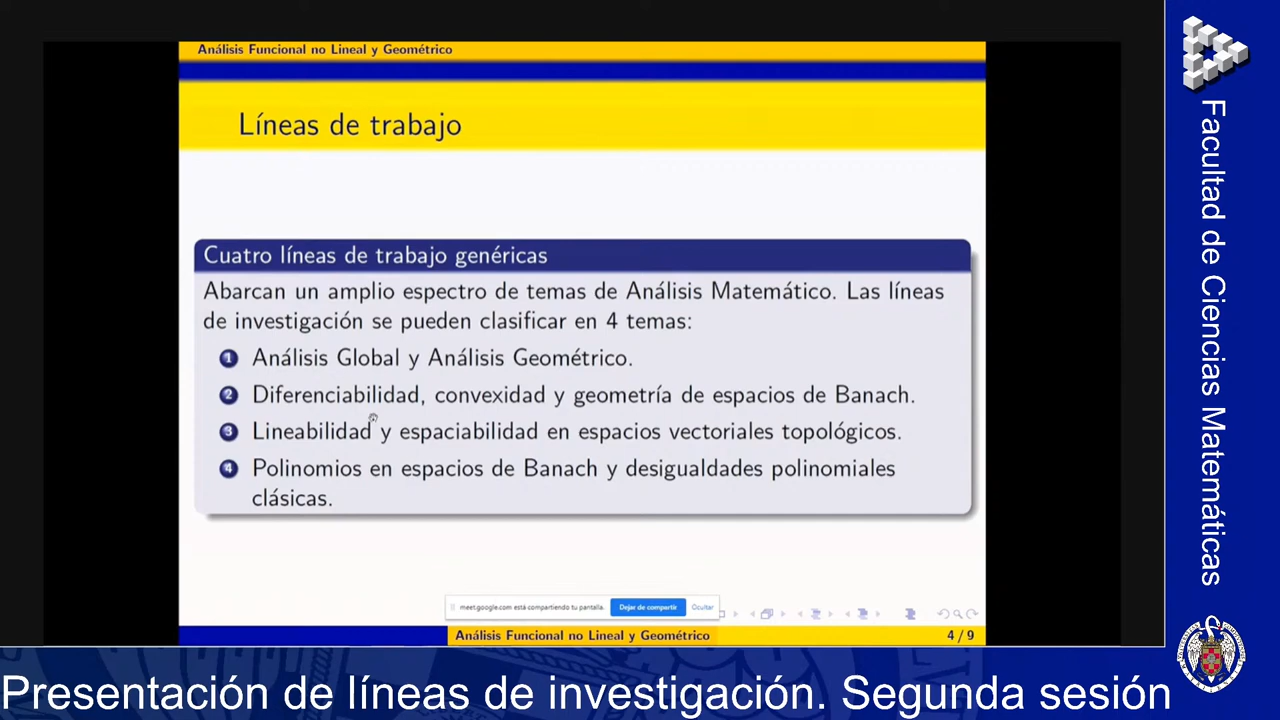 Análisis Funcional no Lineal y Geométrico
Líneas de trabajo
Cuatro líneas de trabajo genéricas
Abarcan un amplio espectro de temas de Análisis Matemático. Las líneas
de investigación se pueden clasificar en 4 temas:
1 Análisis Global y Análisis Geométrico.
2 Diferenciabilidad, convexidad y geometría de espacios de Banach.
3 Lineabilidad y espaciabilidad en espacios vectoriales topológicos.
4 Polinomios en espacios de Banach y desigualdades polinomiales
clásicas.
meet.google.com está compartiendo tu pantalla. Dejar de compartir Ocultar
Análisis Funcional no Lineal y Geométrico 4 / 9
Facultad de Ciencias Matemáticas
Presentación de líneas de investigación. Segunda sesión